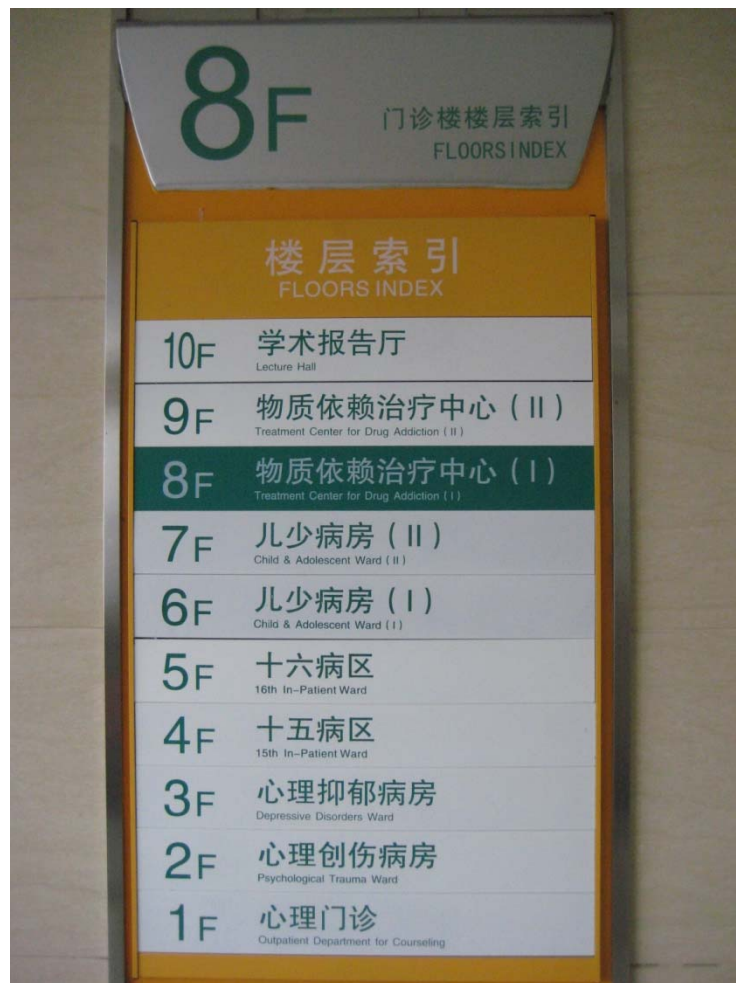 8F
门诊楼楼层索引
FLOORSINDEX
楼层索引
FLOORS INDEX
10F 学术报告厅
Lecture Hall
9F 物质依赖治疗中心（II）
Treatment Center for Drug Addiction ( II )
8F 物质依赖治疗中心（I）
Treatment Center for Drug Addiction ( I )
7F 儿少病房（II）
Child & Adolescent Ward ( II )
6F 儿少病房（I）
Child & Adolescent Ward ( I )
5F 十六病区
16th In-Patient Ward
4F 十五病区
15th In-Patient Ward
3F 心理抑郁病房
Depressive Disorders Ward
2F 心理创伤病房
Psychological Trauma Ward
1F 心理门诊
Outpatient Department for Courseling